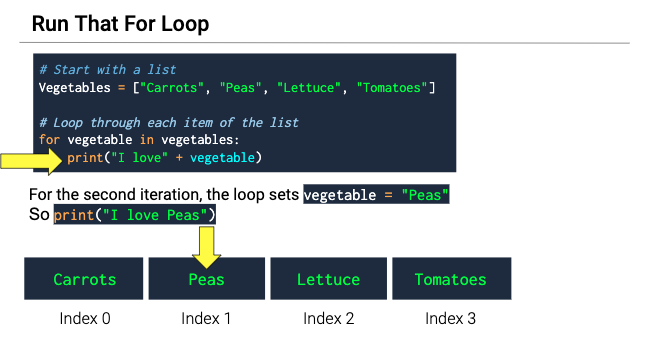 Run That For Loop
# Start with a list
Vegetables = ["Carrots", "Peas", "Lettuce", "Tomatoes"]
# Loop through each item of the list
for vegetable in vegetables:
print("I love" + vegetable)
For the second iteration, the loop sets vegetable = "Peas"
So print("I love Peas")
Carrots Peas Lettuce Tomatoes
Index 0 Index 1 Index 2 Index 3